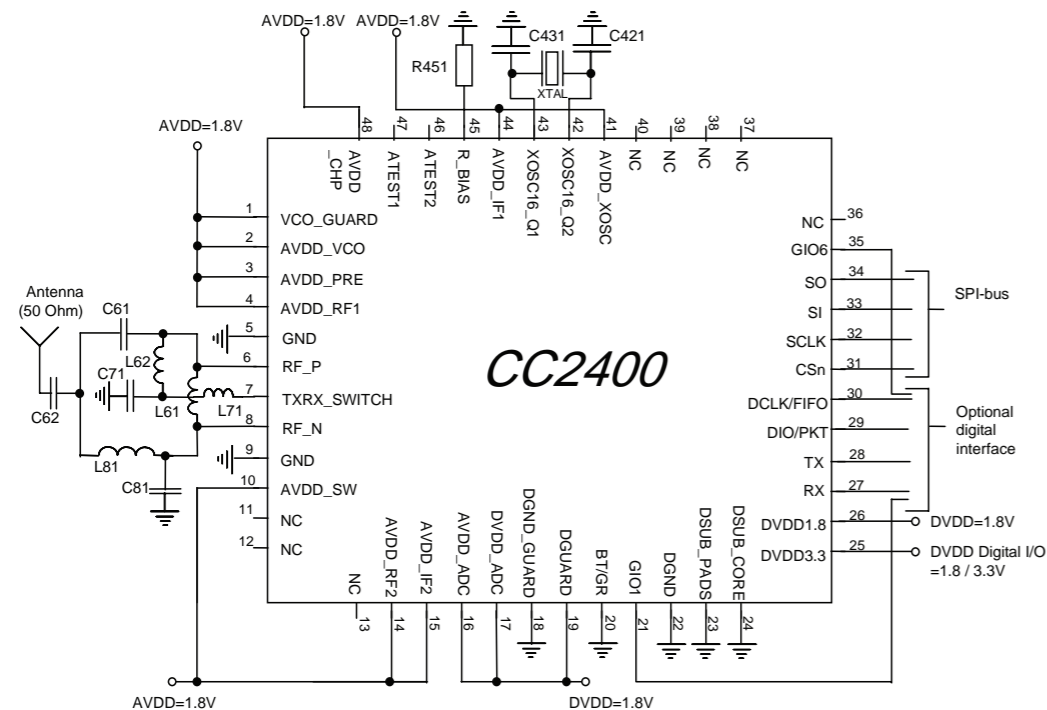 AVDD=1.8V
AVDD=1.8V
C431
C421
R451
XTAL
AVDD=1.8V
48
47
46
45
44
43
42
41
40
39
38
37
AVDD
_CHP
ATEST1
ATEST2
R_BIAS
AVDD_IF1
XOSC16_Q1
XOSC16_Q2
AVDD_XOSC
NC
NC
NC
NC
1
VCO_GUARD
2
AVDD_VCO
3
AVDD_PRE
4
AVDD_RF1
5
GND
6
RF_P
7
TXRX_SWITCH
8
RF_N
9
GND
10
AVDD_SW
11
NC
12
NC
Antenna
(50 Ohm)
C61
L62
C71
C62
L61
L71
L81
C81
CC2400
NC
36
GIO6
35
SO
34
SI
33
SCLK
32
CSn
31
DCLK/FIFO
30
DIO/PKT
29
TX
28
RX
27
DVDD1.8
26
DVDD3.3
25
SPI-bus
Optional
digital
interface
DVDD=1.8V
DVDD Digital I/O
=1.8 / 3.3V
NC
AVDD_RF2
AVDD_IF2
AVDD_ADC
DVDD_ADC
DGND_GUARD
DGUARD
BT/GR
GIO1
DGND
DSUB_PADS
DSUB_CORE
13
14
15
16
17
18
19
20
21
22
23
24
AVDD=1.8V
DVDD=1.8V